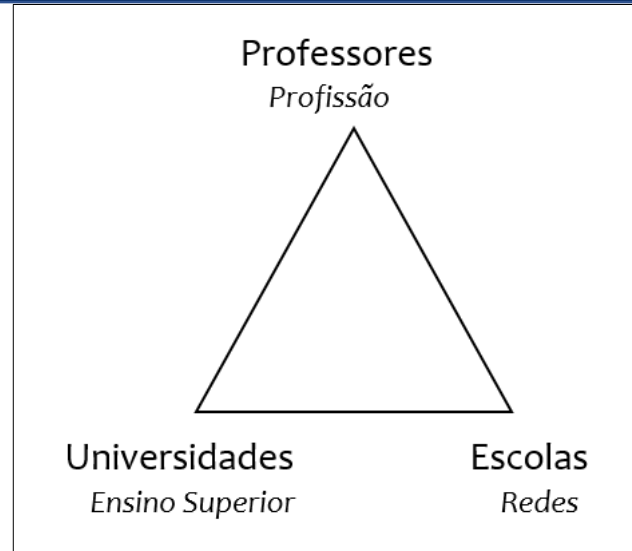 Professores
Profissão
Universidades
Escolas
Ensino Superior
Redes